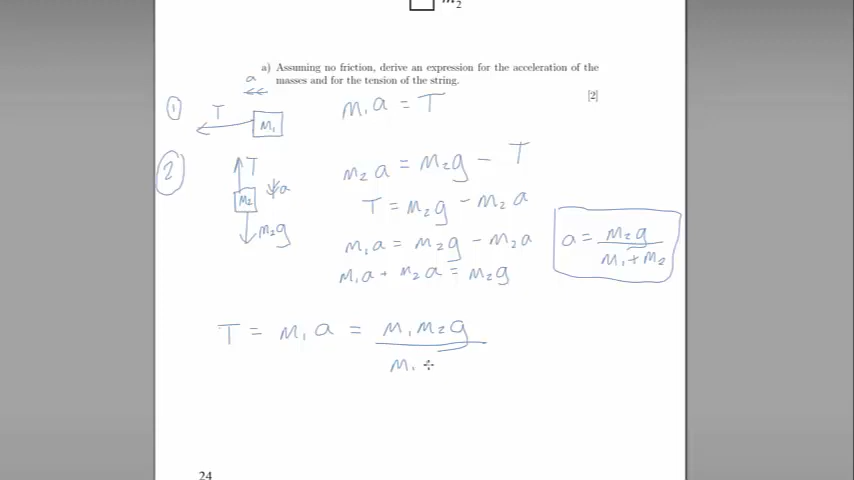 m₂
a) Assuming no friction, derive an expression for the acceleration of the
masses and for the tension of the string.
[2]
a
① T M₁ m₁a = T
② T M₂ a m₂g
m₂a = m₂g - T
T = m₂g - m₂a
m₁a = m₂g - m₂a
m₁a + m₂a = m₂g
a = m₂g / m₁ + m₂
T = m₁a = m₁m₂g / m₁ +
24